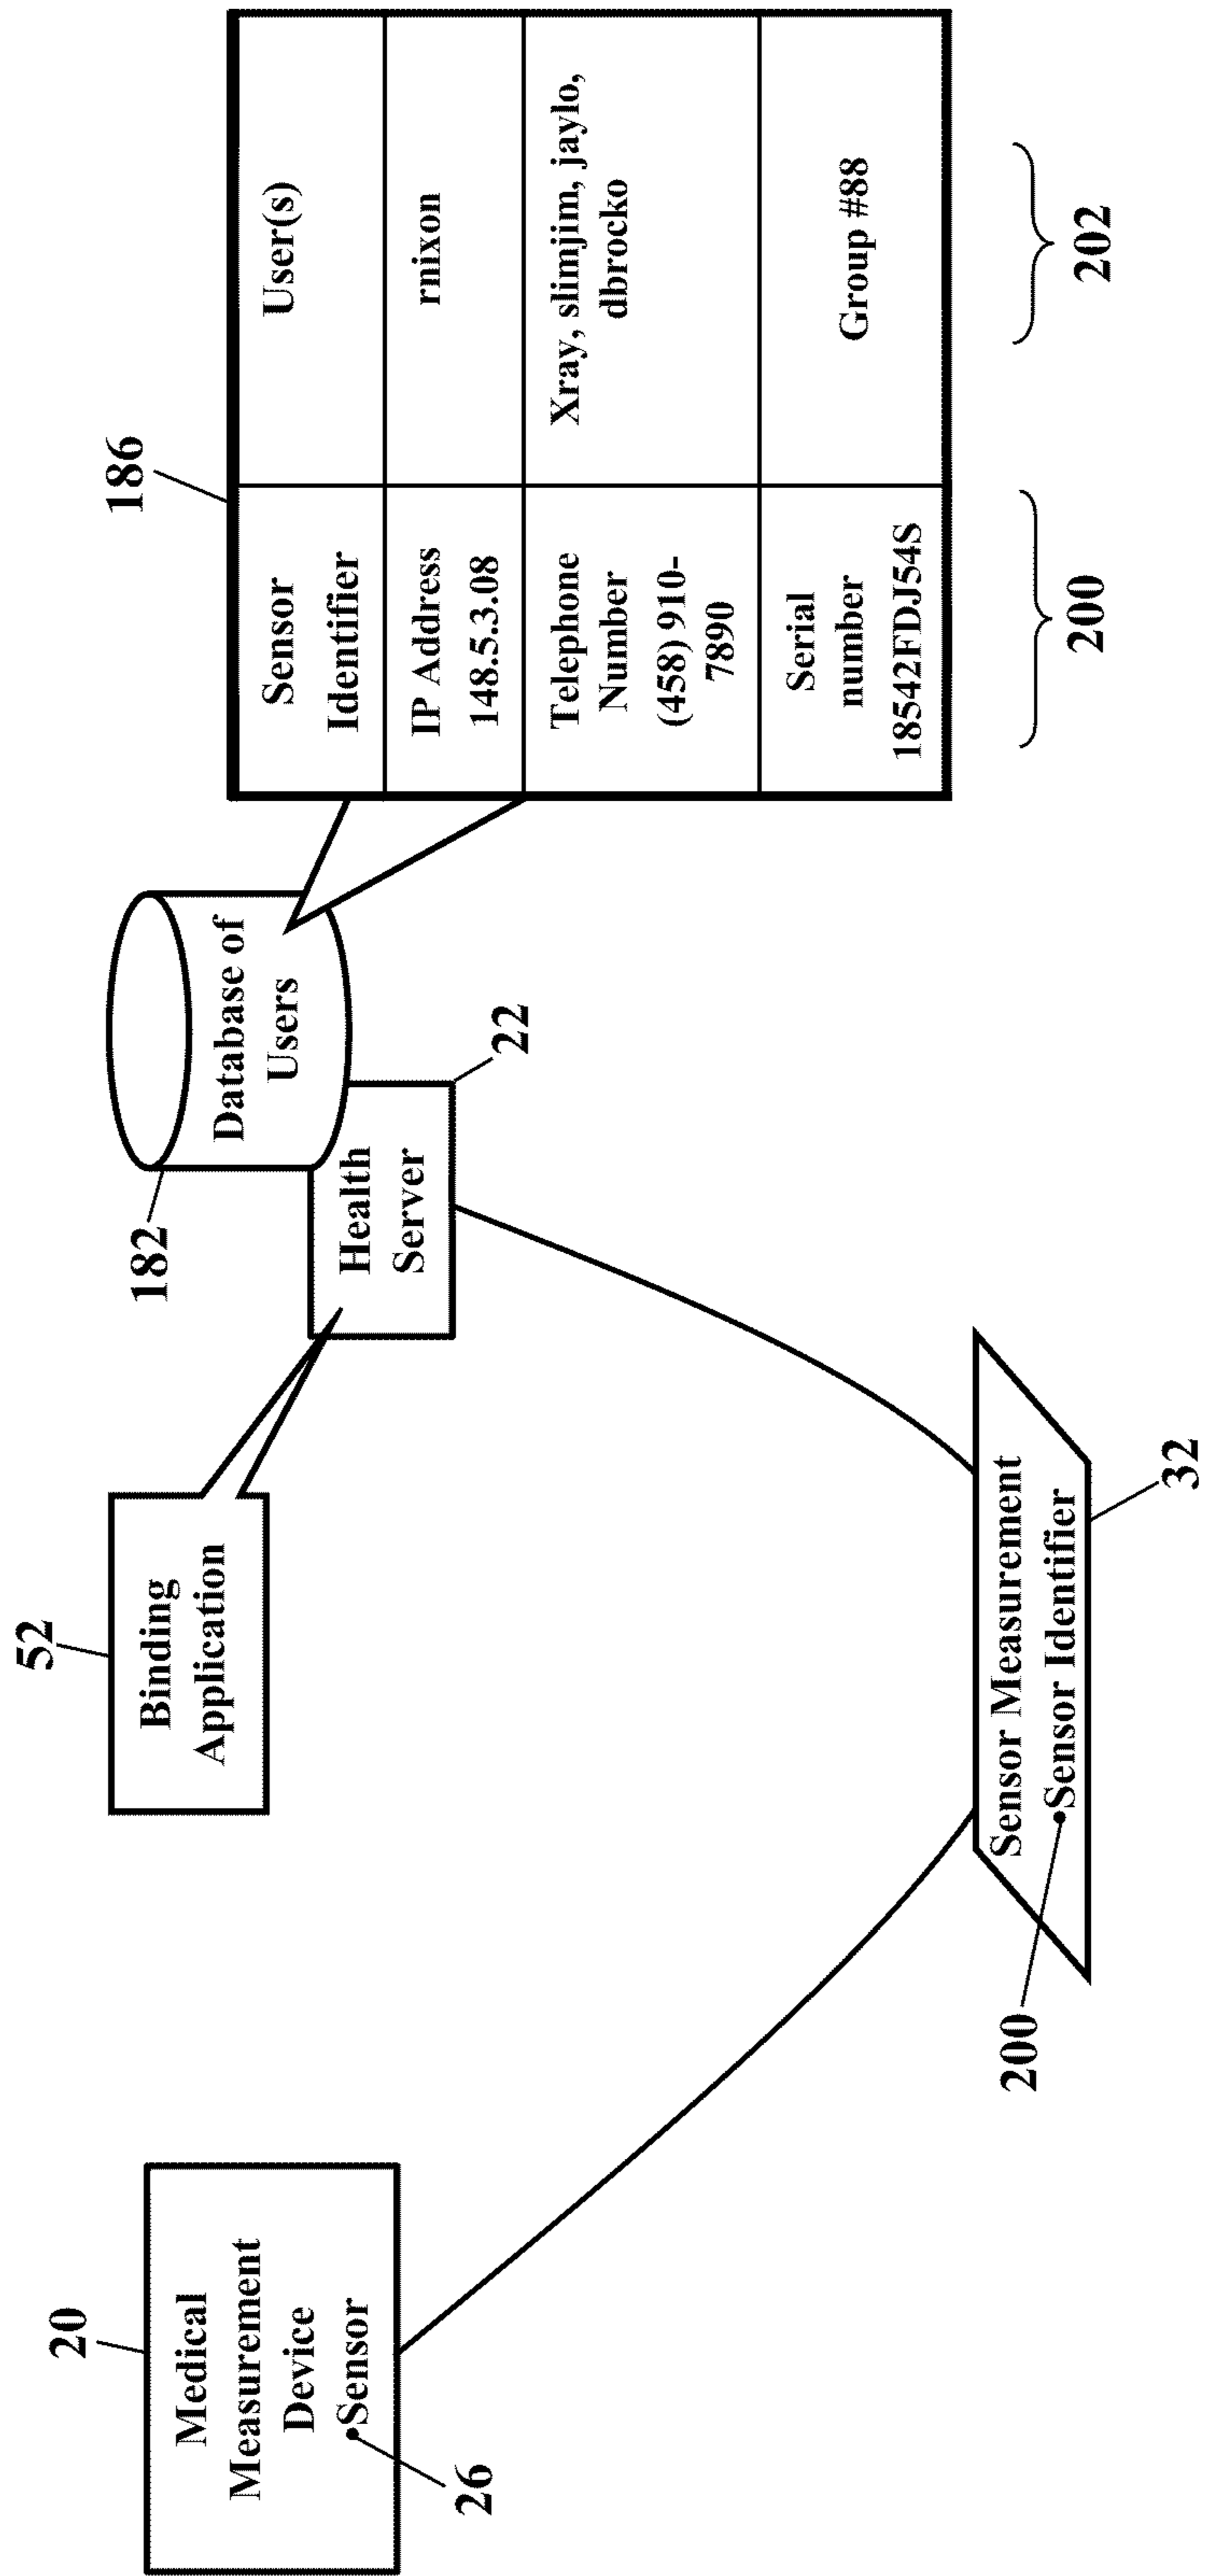 20
Medical
Measurement
Device
•Sensor
26
52
Binding
Application
182
Database of
Users
Health
Server
22
Sensor Measurement
•Sensor Identifier
200
32
186
Sensor
Identifier
User(s)
IP Address
148.5.3.08
rnixon
Telephone
Number
(458) 910-
7890
Xray, slimjim, jaylo,
dbrocko
Serial
number
18542FDJ54S
Group #88
200
202